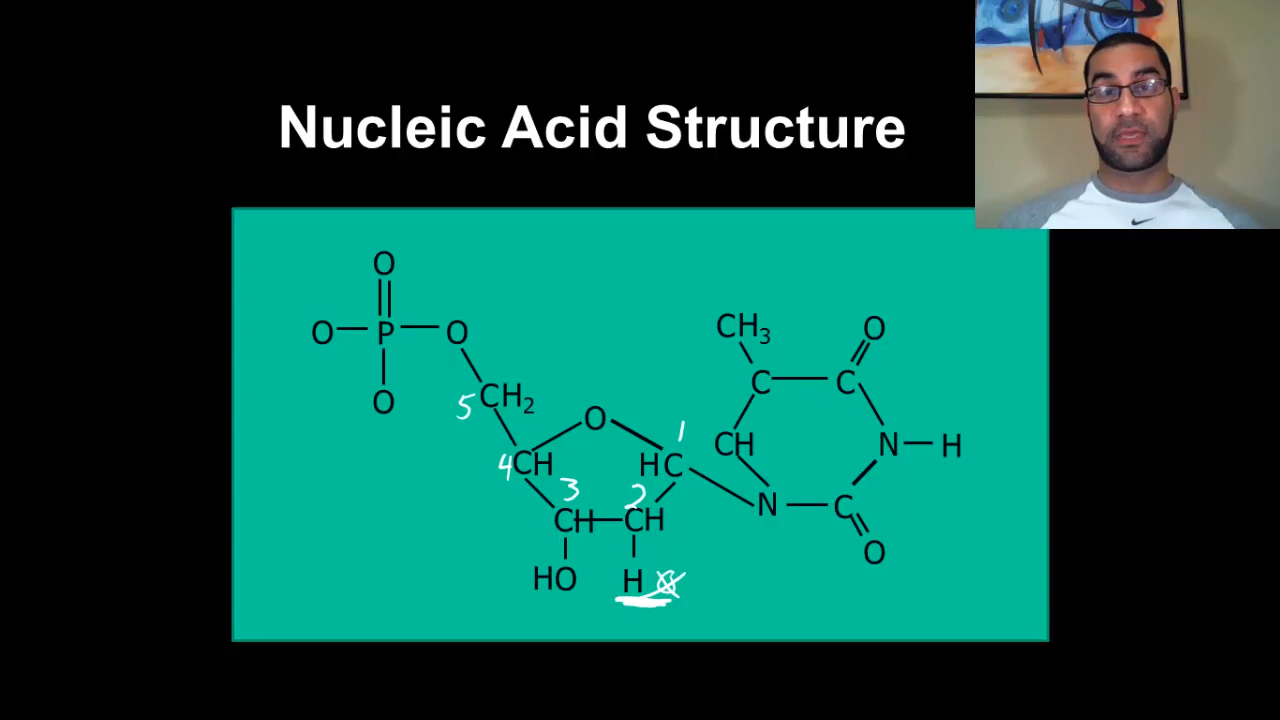 Nucleic Acid Structure
O
O P O
O
5 CH2
4 CH
O
HC 1
3 CH
2 CH
HO
H
CH3
C C O
CH
N H
N C O